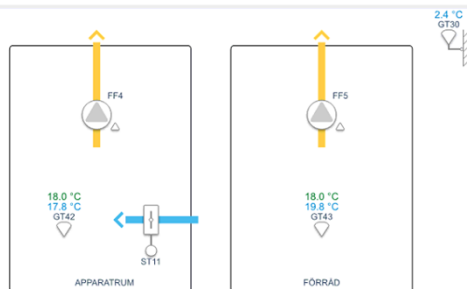 2.4 °C
GT30
FF4
FF5
18.0 °C
17.8 °C
GT42
18.0 °C
19.8 °C
GT43
ST11
APPARATRUM
FÖRRÅD